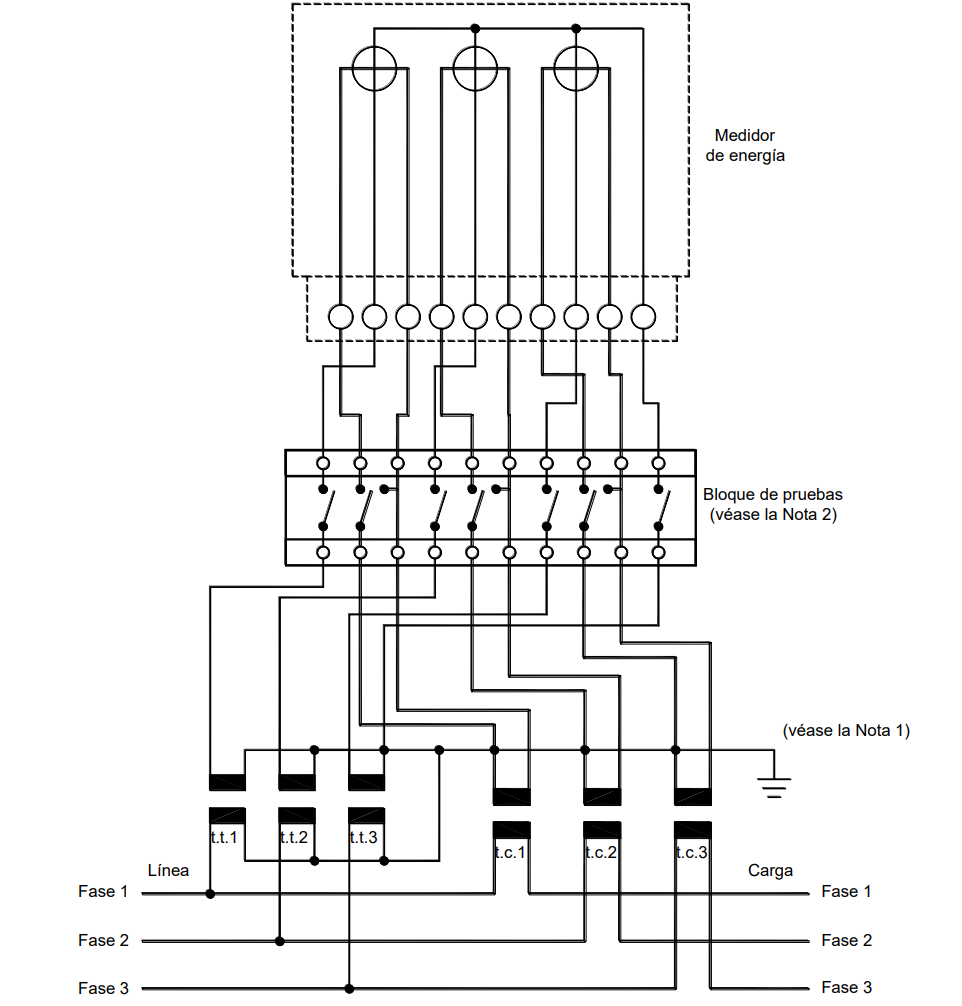 Medidor
de energía
Bloque de pruebas
(véase la Nota 2)
(véase la Nota 1)
t.t.1
t.t.2
t.t.3
t.c.1
t.c.2
t.c.3
Línea
Carga
Fase 1
Fase 1
Fase 2
Fase 2
Fase 3
Fase 3